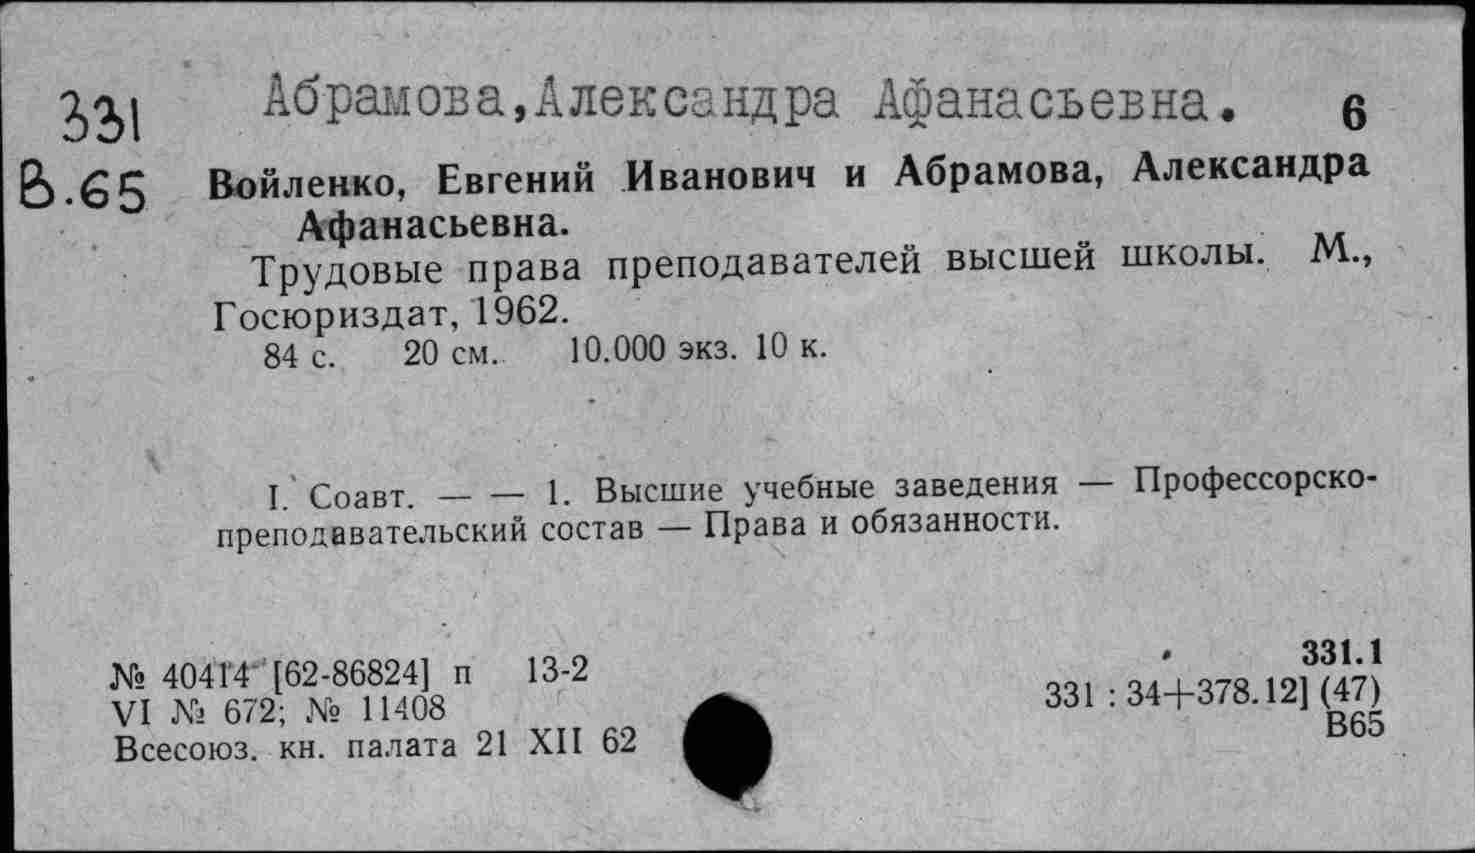 Абрамова,Александра Афанасьевна. 6
331
В.65
Войленко, Евгений Иванович и Абрамова, Александра
Афанасьевна.
Трудовые права преподавателей высшей школы. М.,
Госюриздат, 1962.
84 с. 20 см. 10.000 экз. 10 к.
I. Соавт. — — 1. Высшие учебные заведения — Профессорско-
преподавательский состав — Права и обязанности.
№ 40414 [62-86824] п 13-2
VI № 672; № 11408
Всесоюз. кн. палата 21 XII 62
331.1
331 : 34+378.12] (47)
В65